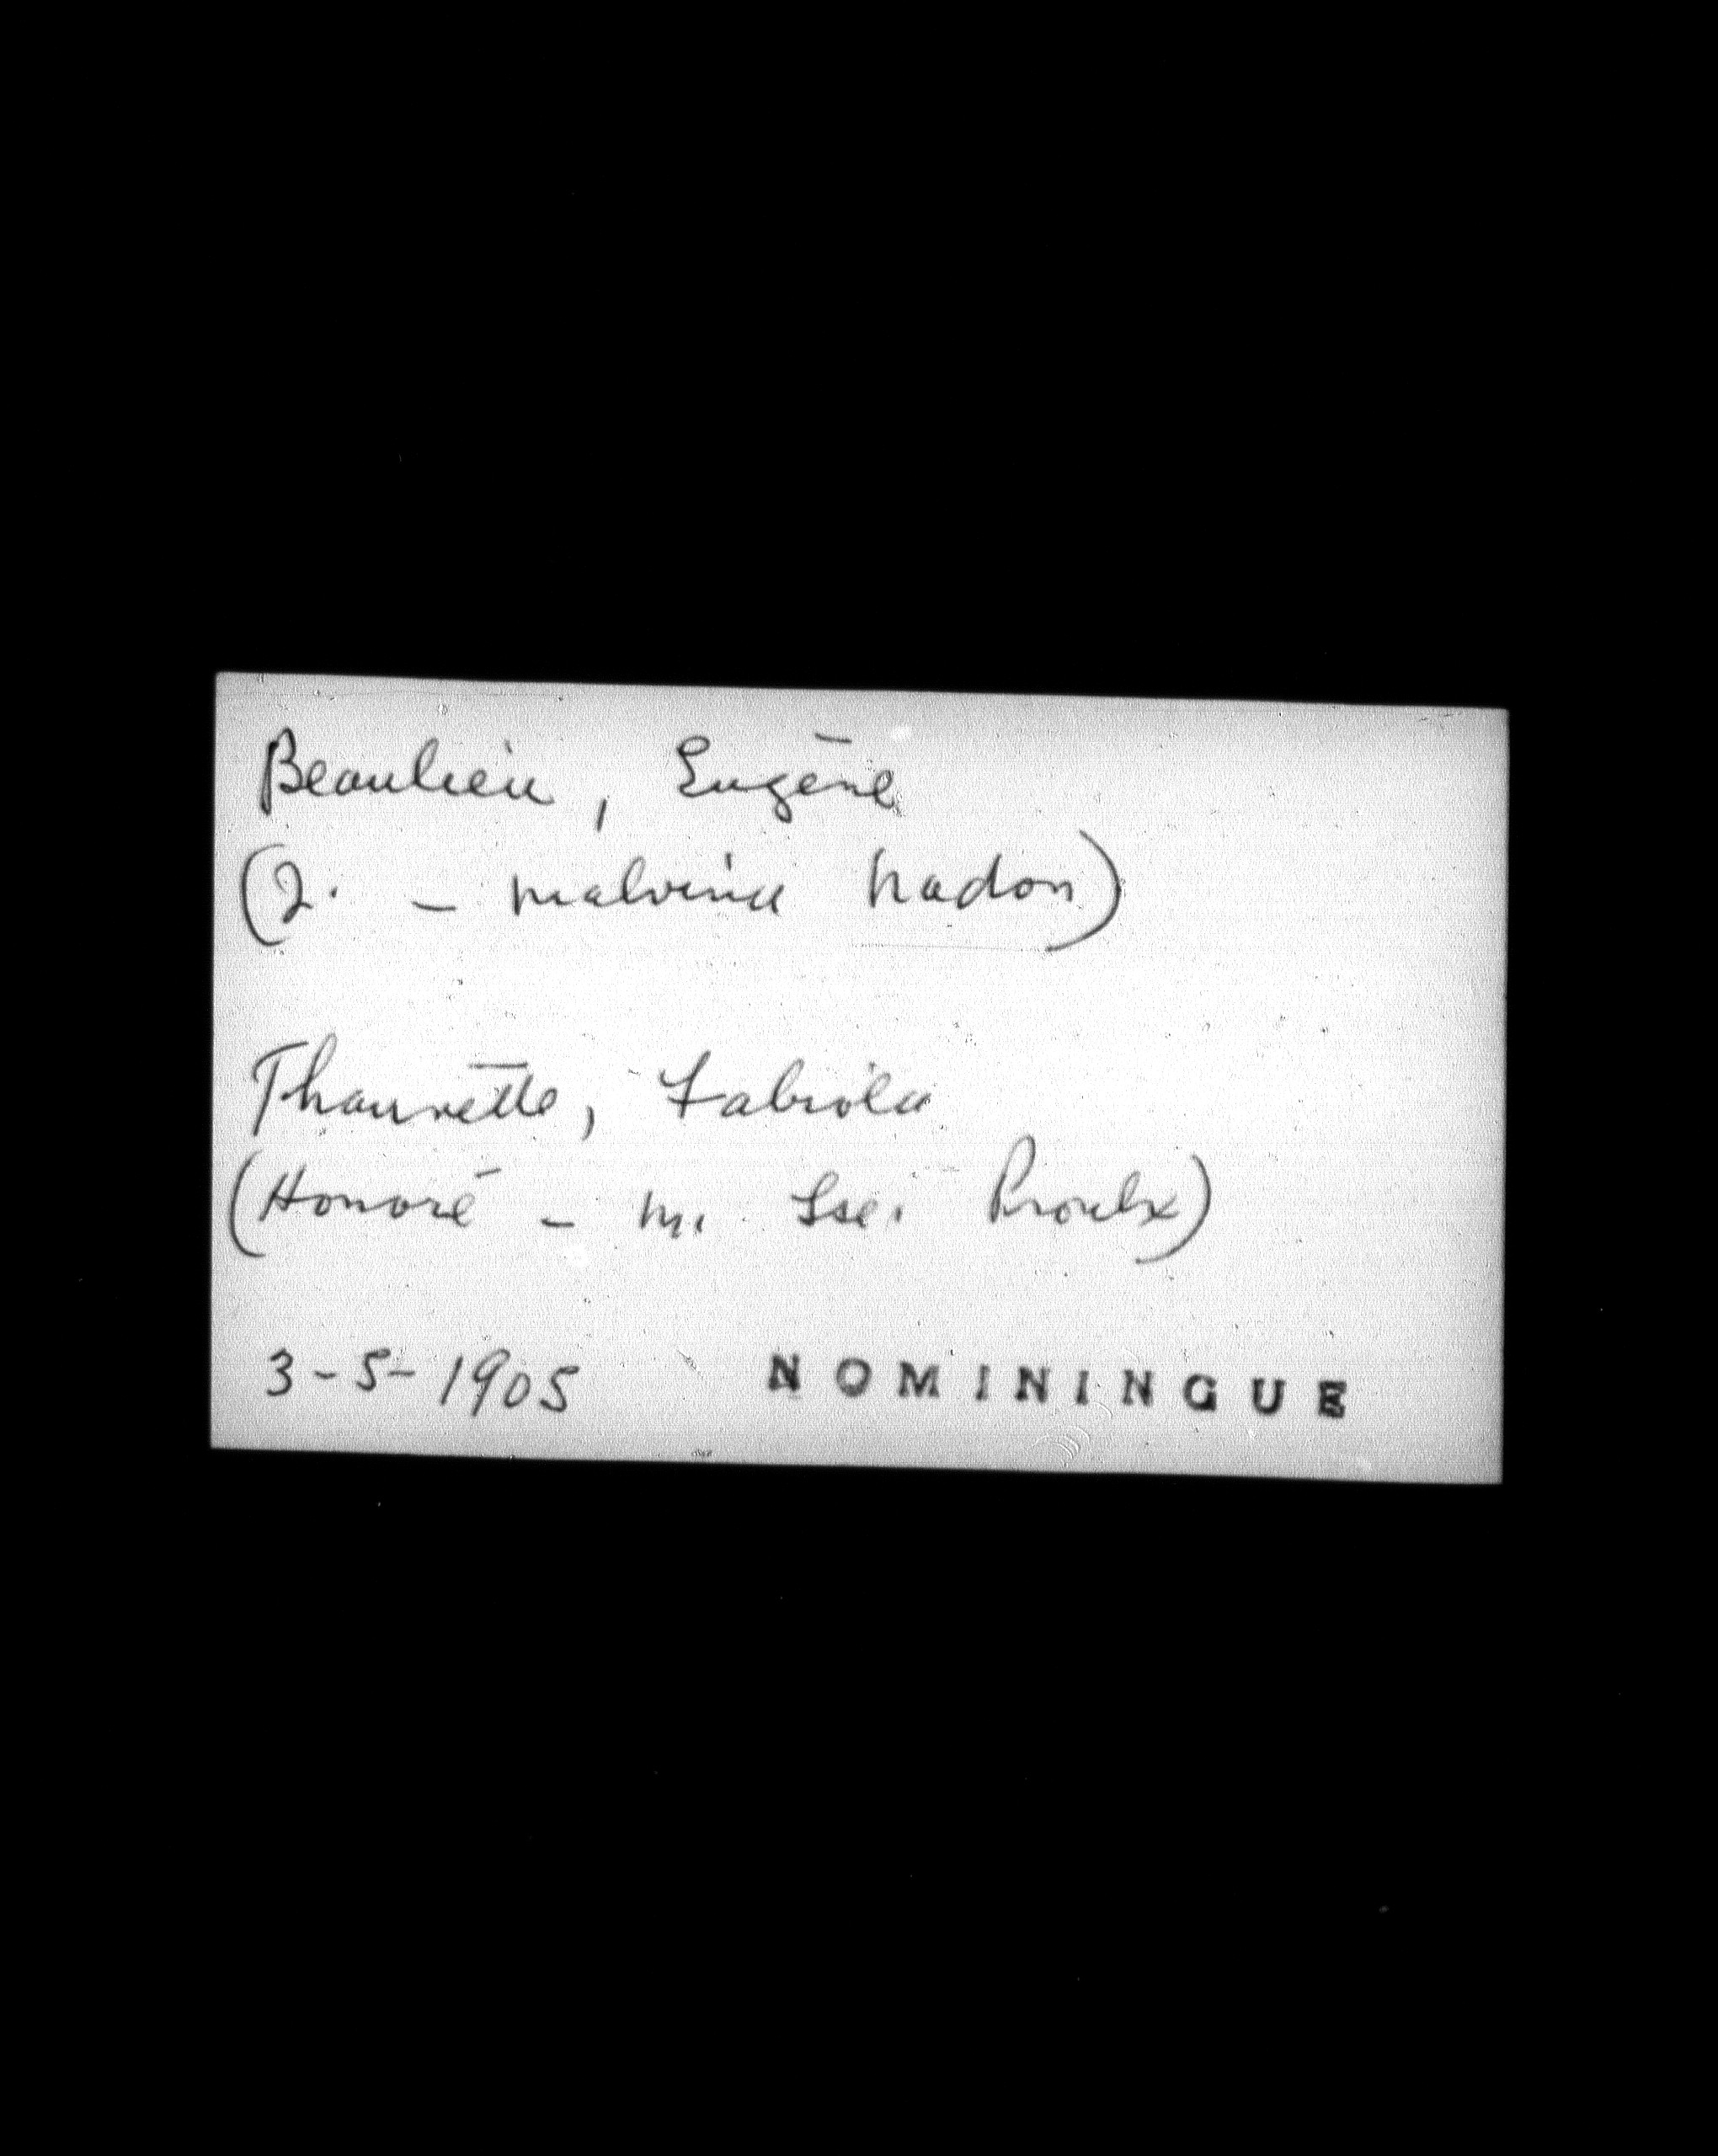 Beaulieu, Eugène
(J. - Malvina Nadon)
Thauvette, Fabiola
(Honoré - M. Lse. Proulx)
3-5-1905 NOMININGUE